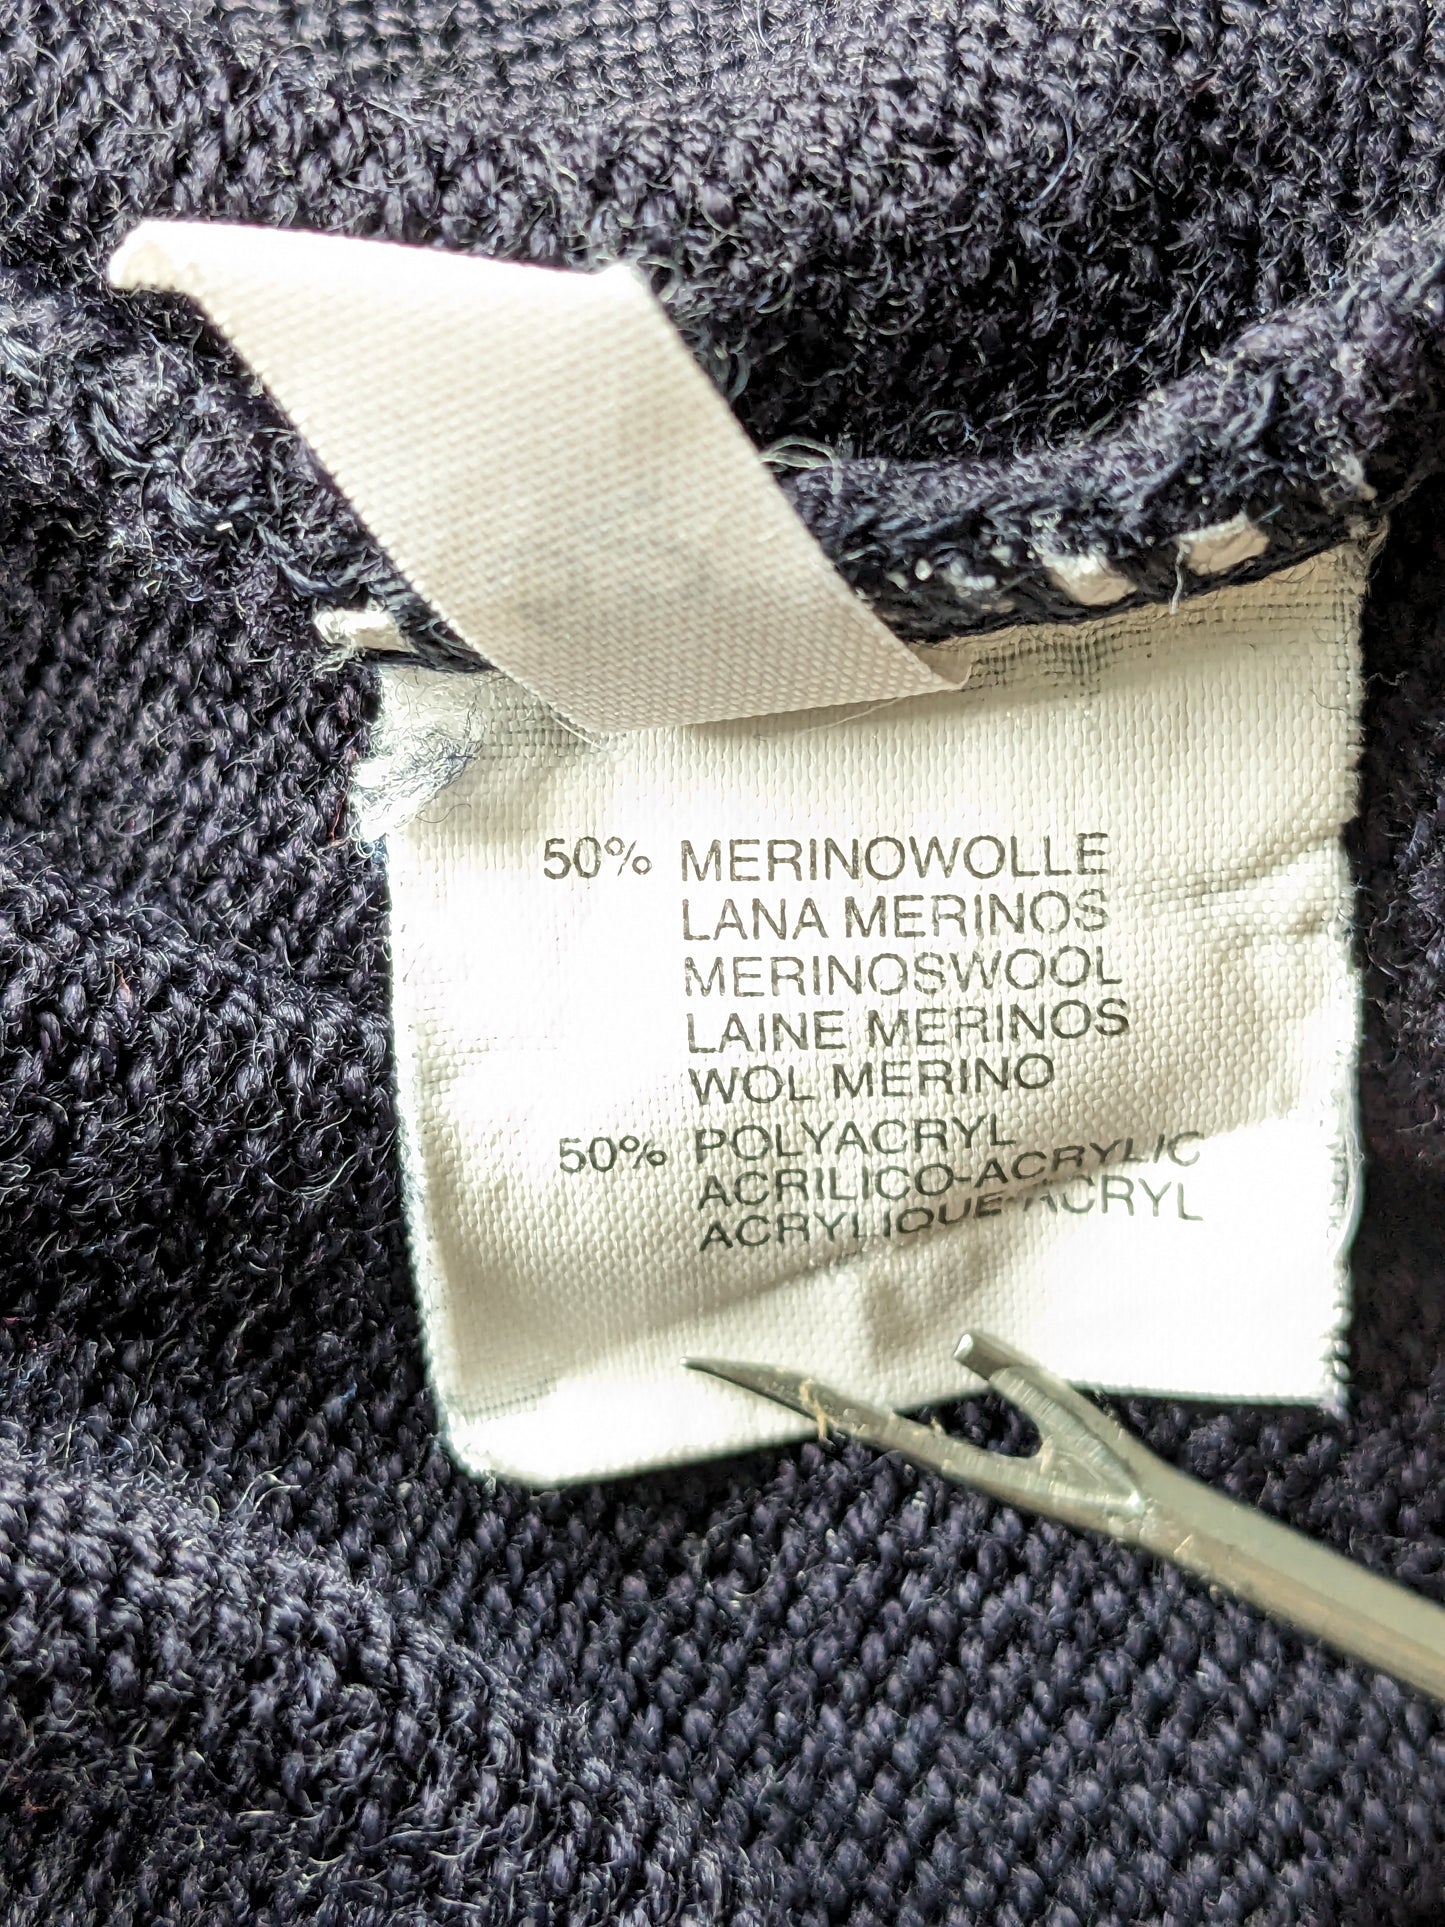 50% MERINOWOLLE
LANA MERINOS
MERINOSWOOL
LAINE MERINOS
WOL MERINO
50% POLYACRYL
ACRILICO-ACRYLIC
ACRYLIQUE-ACRYL